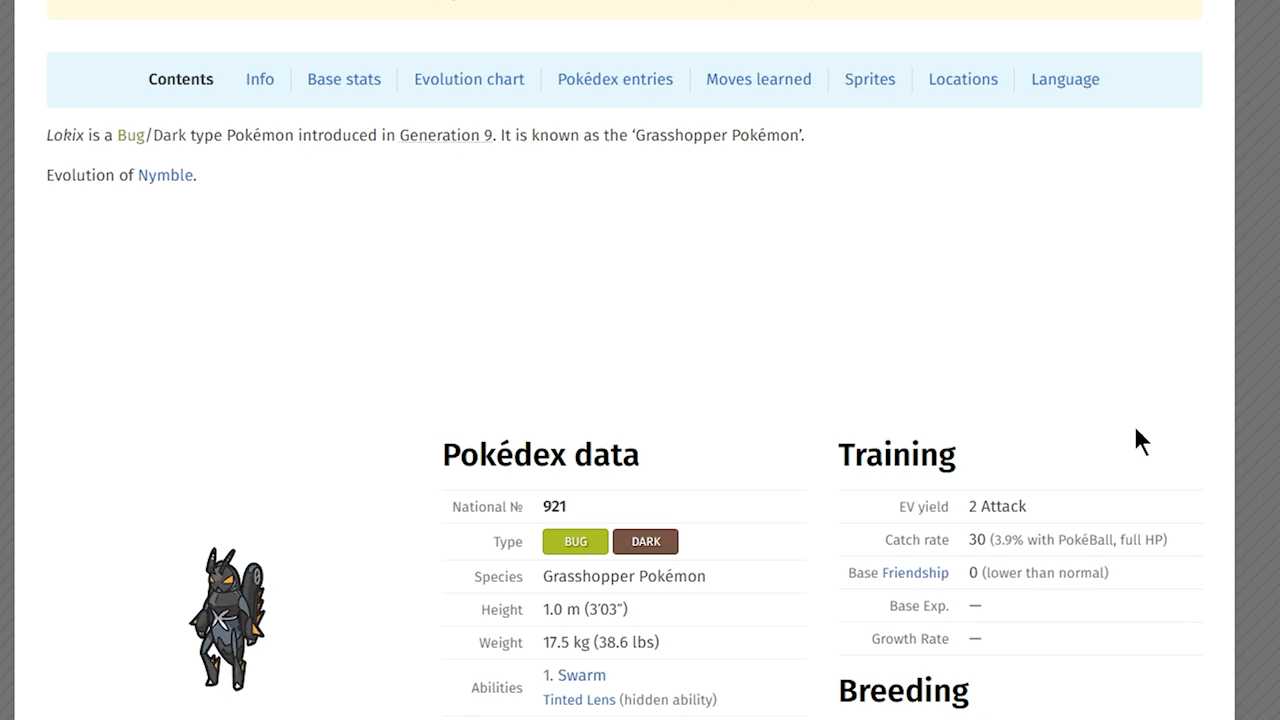 Contents Info Base stats Evolution chart Pokédex entries Moves learned Sprites Locations Language
Lokix is a Bug/Dark type Pokémon introduced in Generation 9. It is known as the ‘Grasshopper Pokémon’.
Evolution of Nymble.
Pokédex data
National № 921
Type BUG DARK
Species Grasshopper Pokémon
Height 1.0 m (3′03″)
Weight 17.5 kg (38.6 lbs)
Abilities 1. Swarm
Tinted Lens (hidden ability)
Training
EV yield 2 Attack
Catch rate 30 (3.9% with PokéBall, full HP)
Base Friendship 0 (lower than normal)
Base Exp. —
Growth Rate —
Breeding